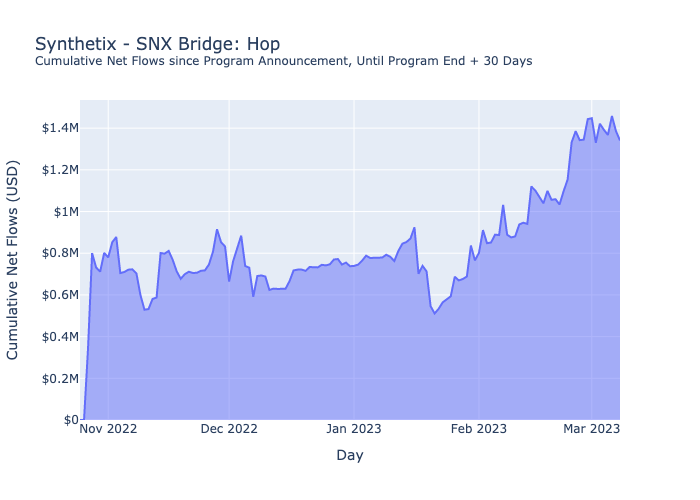 Synthetix - SNX Bridge: Hop
Cumulative Net Flows since Program Announcement, Until Program End + 30 Days
Cumulative Net Flows (USD)
$1.4M
$1.2M
$1M
$0.8M
$0.6M
$0.4M
$0.2M
$0
Nov 2022 Dec 2022 Jan 2023 Feb 2023 Mar 2023
Day